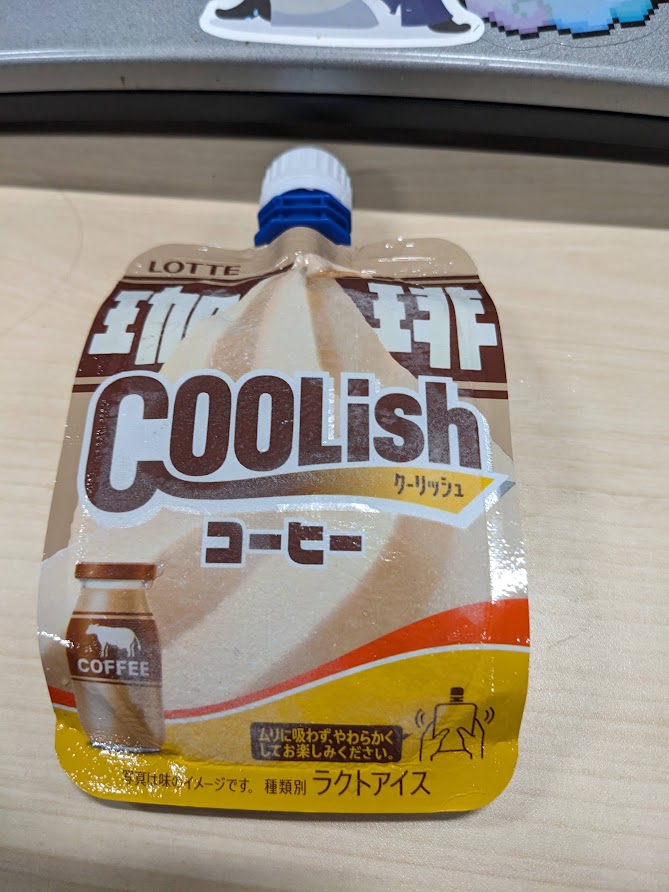 LOTTE
珈琲
COOLish
クーリッシュ
コーヒー
COFFEE
ムリに吸わず、やわらかく
してお楽しみください。
写真は味のイメージです。 種類別 ラクトアイス